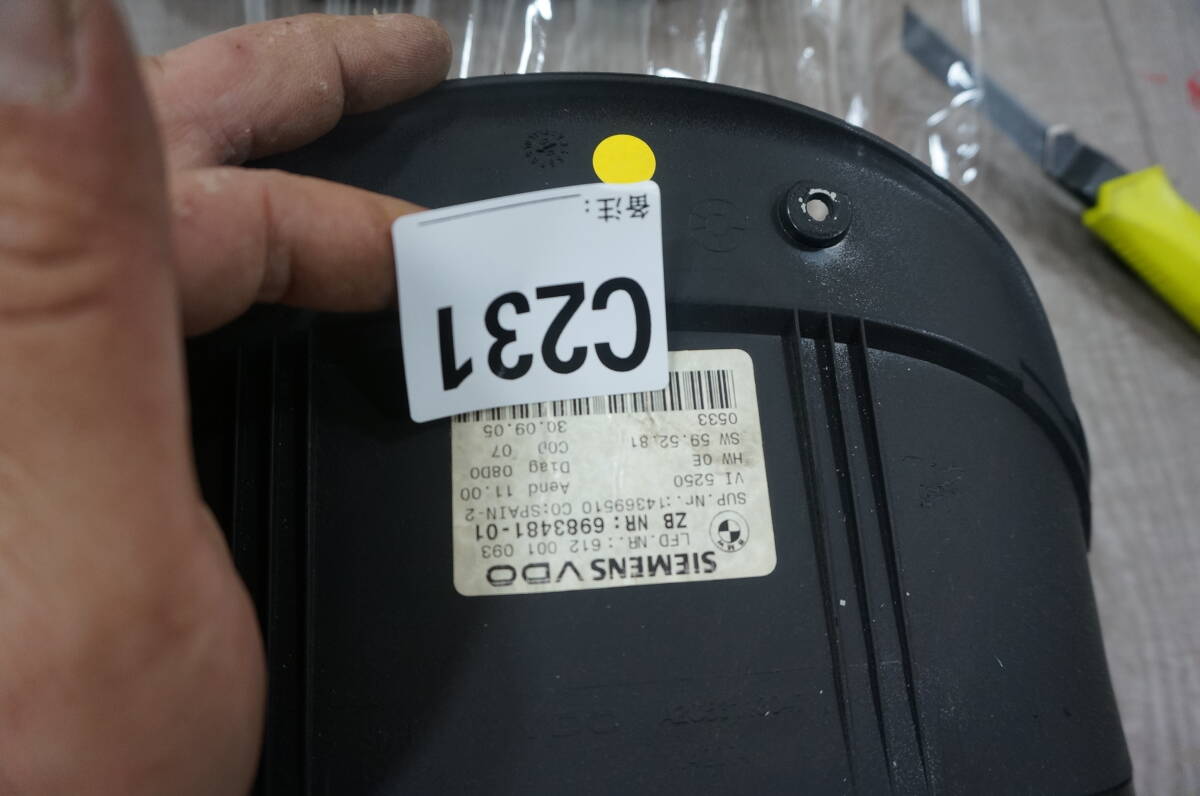 SIEMENS VDO
LFD.NR.: 612 001 093
ZB NR: 6983481-01
SUP.Nr.:14369510 CO:SPAIN-2
VI 5250 Aend 11.00
HW 0E Diag 08D0
SW 59.52.81 C00 07
0533 30.09.05
C231
备注:
BMW